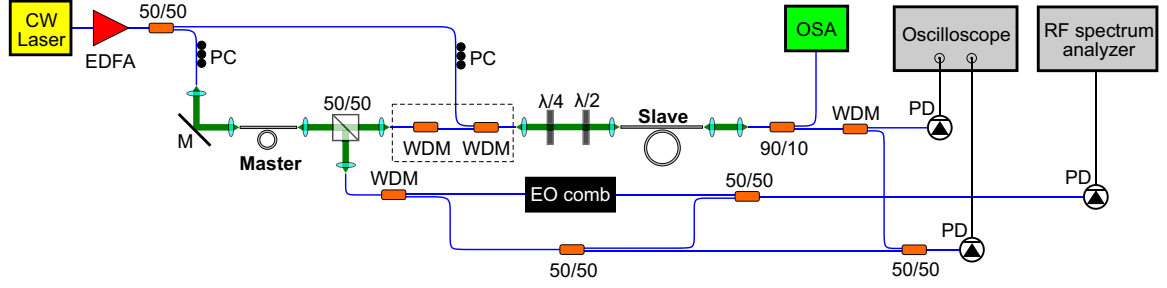 CW
Laser
EDFA
50/50
PC
PC
OSA
Oscilloscope
RF spectrum
analyzer
M
Master
50/50
WDM
WDM
λ/4
λ/2
Slave
90/10
WDM
PD
WDM
EO comb
50/50
PD
50/50
PD
50/50